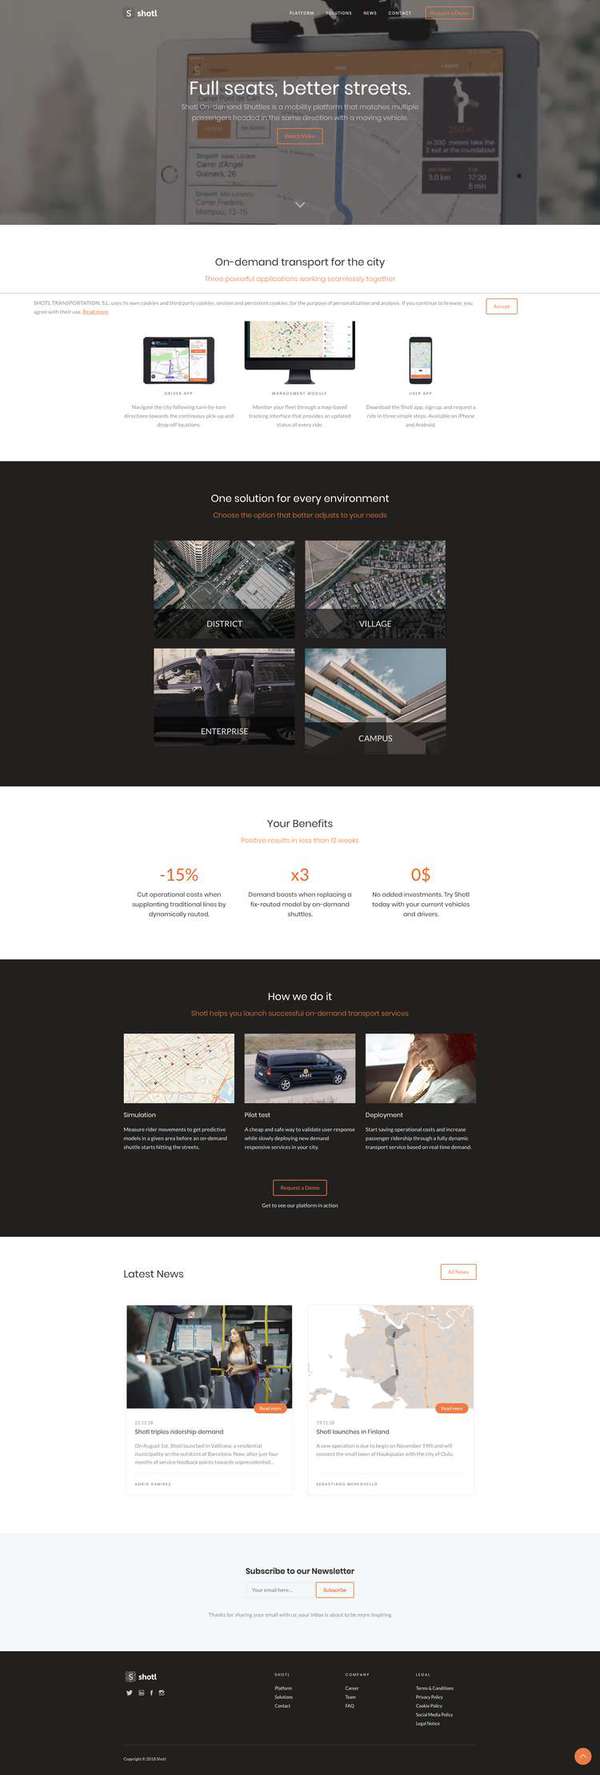 shotl
PLATFORM SOLUTIONS NEWS CONTACT Request a Demo
Full seats, better streets.
Shotl On-demand Shuttles is a mobility platform that matches multiple
passengers headed in the same direction with a moving vehicle.
Watch Video
On-demand transport for the city
Three powerful applications working seamlessly together
SHOTL TRANSPORTATION, S.L. uses its own cookies and third party cookies, session and persistent cookies, for the purpose of personalization and analysis. If you continue to browse, you
agree with their use. Read more
Accept
DRIVER APP
Navigate the city following turn-by-turn
directions towards the continuous pick-up and
drop-off locations.
MANAGEMENT MODULE
Monitor your fleet through a map-based
tracking interface that provides an updated
status of every ride.
USER APP
Download the Shotl app, sign up, and request a
ride in three simple steps. Available on iPhone
and Android.
One solution for every environment
Choose the option that better adjusts to your needs
DISTRICT
VILLAGE
ENTERPRISE
CAMPUS
Your Benefits
Positive results in less than 12 weeks
-15%
Cut operational costs when
supplanting traditional lines by
dynamically routed.
x3
Demand boosts when replacing a
fix-routed model by on-demand
shuttles.
0$
No added investments. Try Shotl
today with your current vehicles
and drivers.
How we do it
Shotl helps you launch successful on-demand transport services
Simulation
Measure rider movements to get predictive
models in a given area before an on-demand
shuttle starts hitting the streets.
Pilot test
A cheap and safe way to validate user response
while slowly deploying new demand
responsive services in your city.
Deployment
Start saving operational costs and increase
passenger ridership through a fully dynamic
transport service based on real time demand.
Request a Demo
Get to see our platform in action
Latest News
All News
Read more
Shotl triples ridership demand
On August 1st, Shotl launched in Vallirana, a residential
municipality on the outskirts of Barcelona. Now, after just four
months of service feedback points towards unprecedented...
Read more
Shotl launches in Finland
A new operation is due to begin on November 19th and will
connect the small town of Haukipudas with the city of Oulu.
Subscribe to our Newsletter
Your email here...
Subscribe
Thanks for sharing your email with us, your inbox is about to be more inspiring
shotl
SHOTL
Platform
Solutions
Contact
COMPANY
Career
Team
FAQ
LEGAL
Terms & Conditions
Privacy Policy
Cookie Policy
Social Media Policy
Legal Notice
Copyright © 2018 Shotl